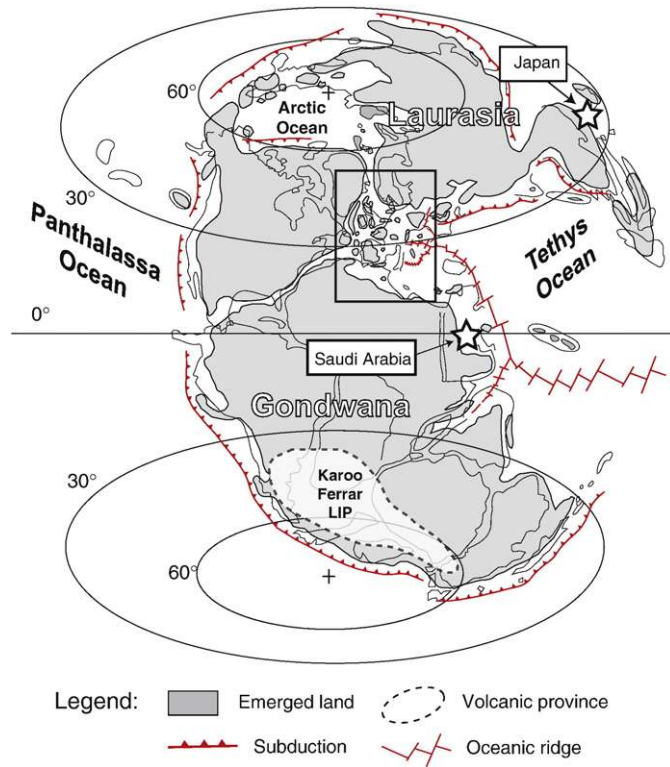 Japan
60°
Arctic
Ocean
Laurasia
30°
Panthalassa
Ocean
Tethys
Ocean
0°
Saudi Arabia
Gondwana
30°
Karoo
Ferrar
LIP
60°
Legend:
Emerged land
Volcanic province
Subduction
Oceanic ridge